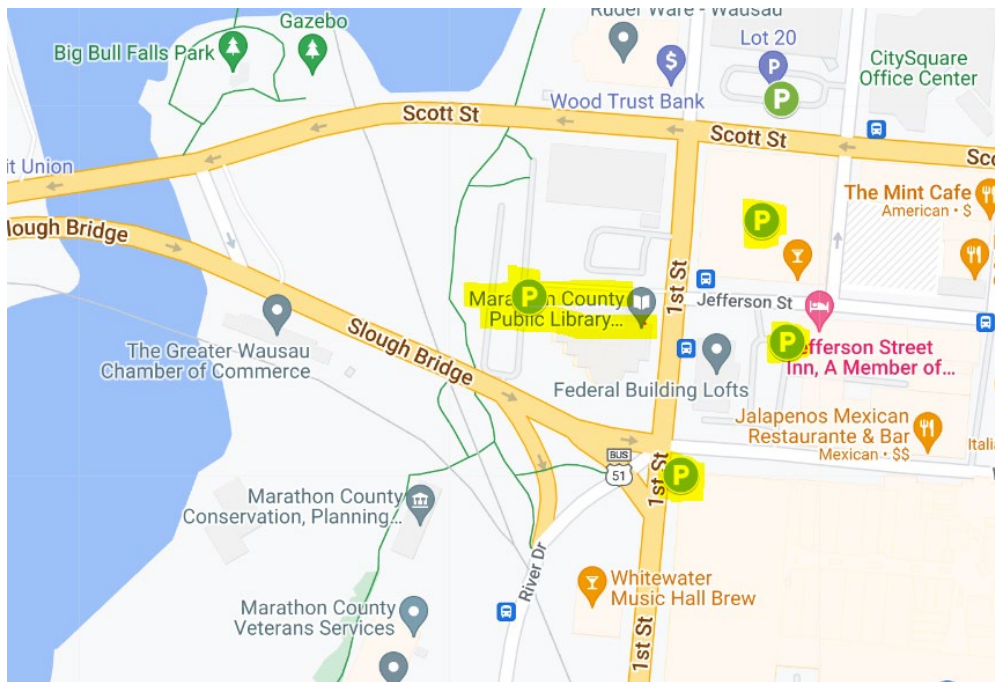 Ruder Ware - Wausau
Gazebo
Big Bull Falls Park
Lot 20
P
P
CitySquare
Office Center
$
Wood Trust Bank
Scott St
Scott St
it Union
The Mint Cafe
American • $
P
lough Bridge
1st St
P
Marathon County
Public Library...
Jefferson St
Slough Bridge
The Greater Wausau
Chamber of Commerce
P
Jefferson Street
Inn, A Member of...
Federal Building Lofts
Jalapenos Mexican
Restaurante & Bar
Mexican • $$
BUS
51
1st St
P
Marathon County
Conservation, Planning...
River Dr
Whitewater
Music Hall Brew
Marathon County
Veterans Services
1st St